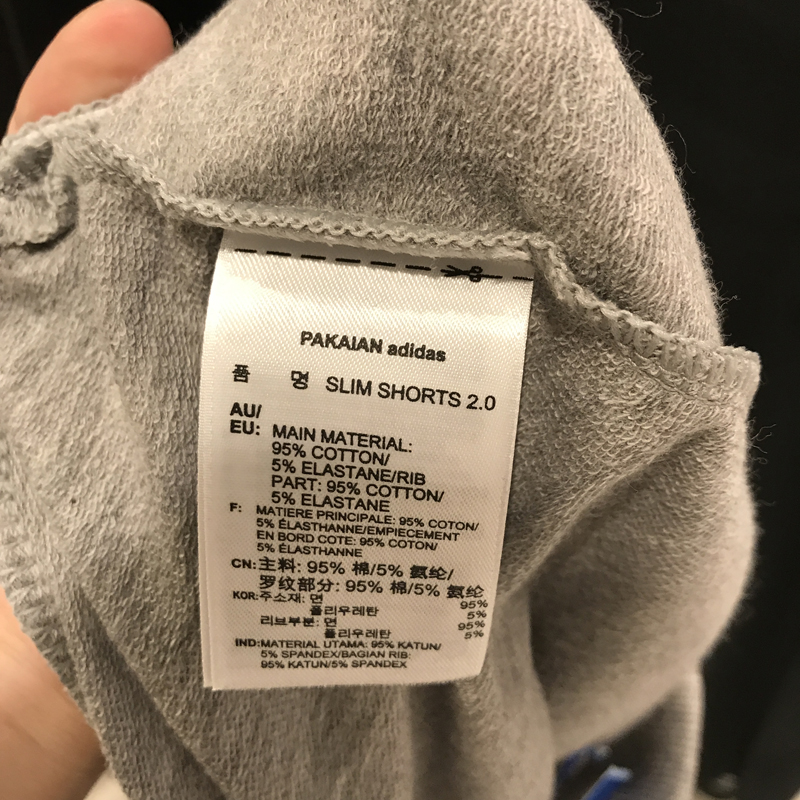 PAKAIAN adidas
품 명 SLIM SHORTS 2.0
AU/
EU: MAIN MATERIAL:
95% COTTON/
5% ELASTANE/RIB
PART: 95% COTTON/
5% ELASTANE
F: MATIERE PRINCIPALE: 95% COTON/
5% ÉLASTHANNE/EMPIECEMENT
EN BORD COTE: 95% COTON/
5% ÉLASTHANNE
CN:主料: 95% 棉/5% 氨纶/
罗纹部分: 95% 棉/5% 氨纶
KOR:주소재: 면 95%
폴리우레탄 5%
리브부분: 면 95%
폴리우레탄 5%
IND:MATERIAL UTAMA: 95% KATUN/
5% SPANDEX/BAGIAN RIB:
95% KATUN/5% SPANDEX